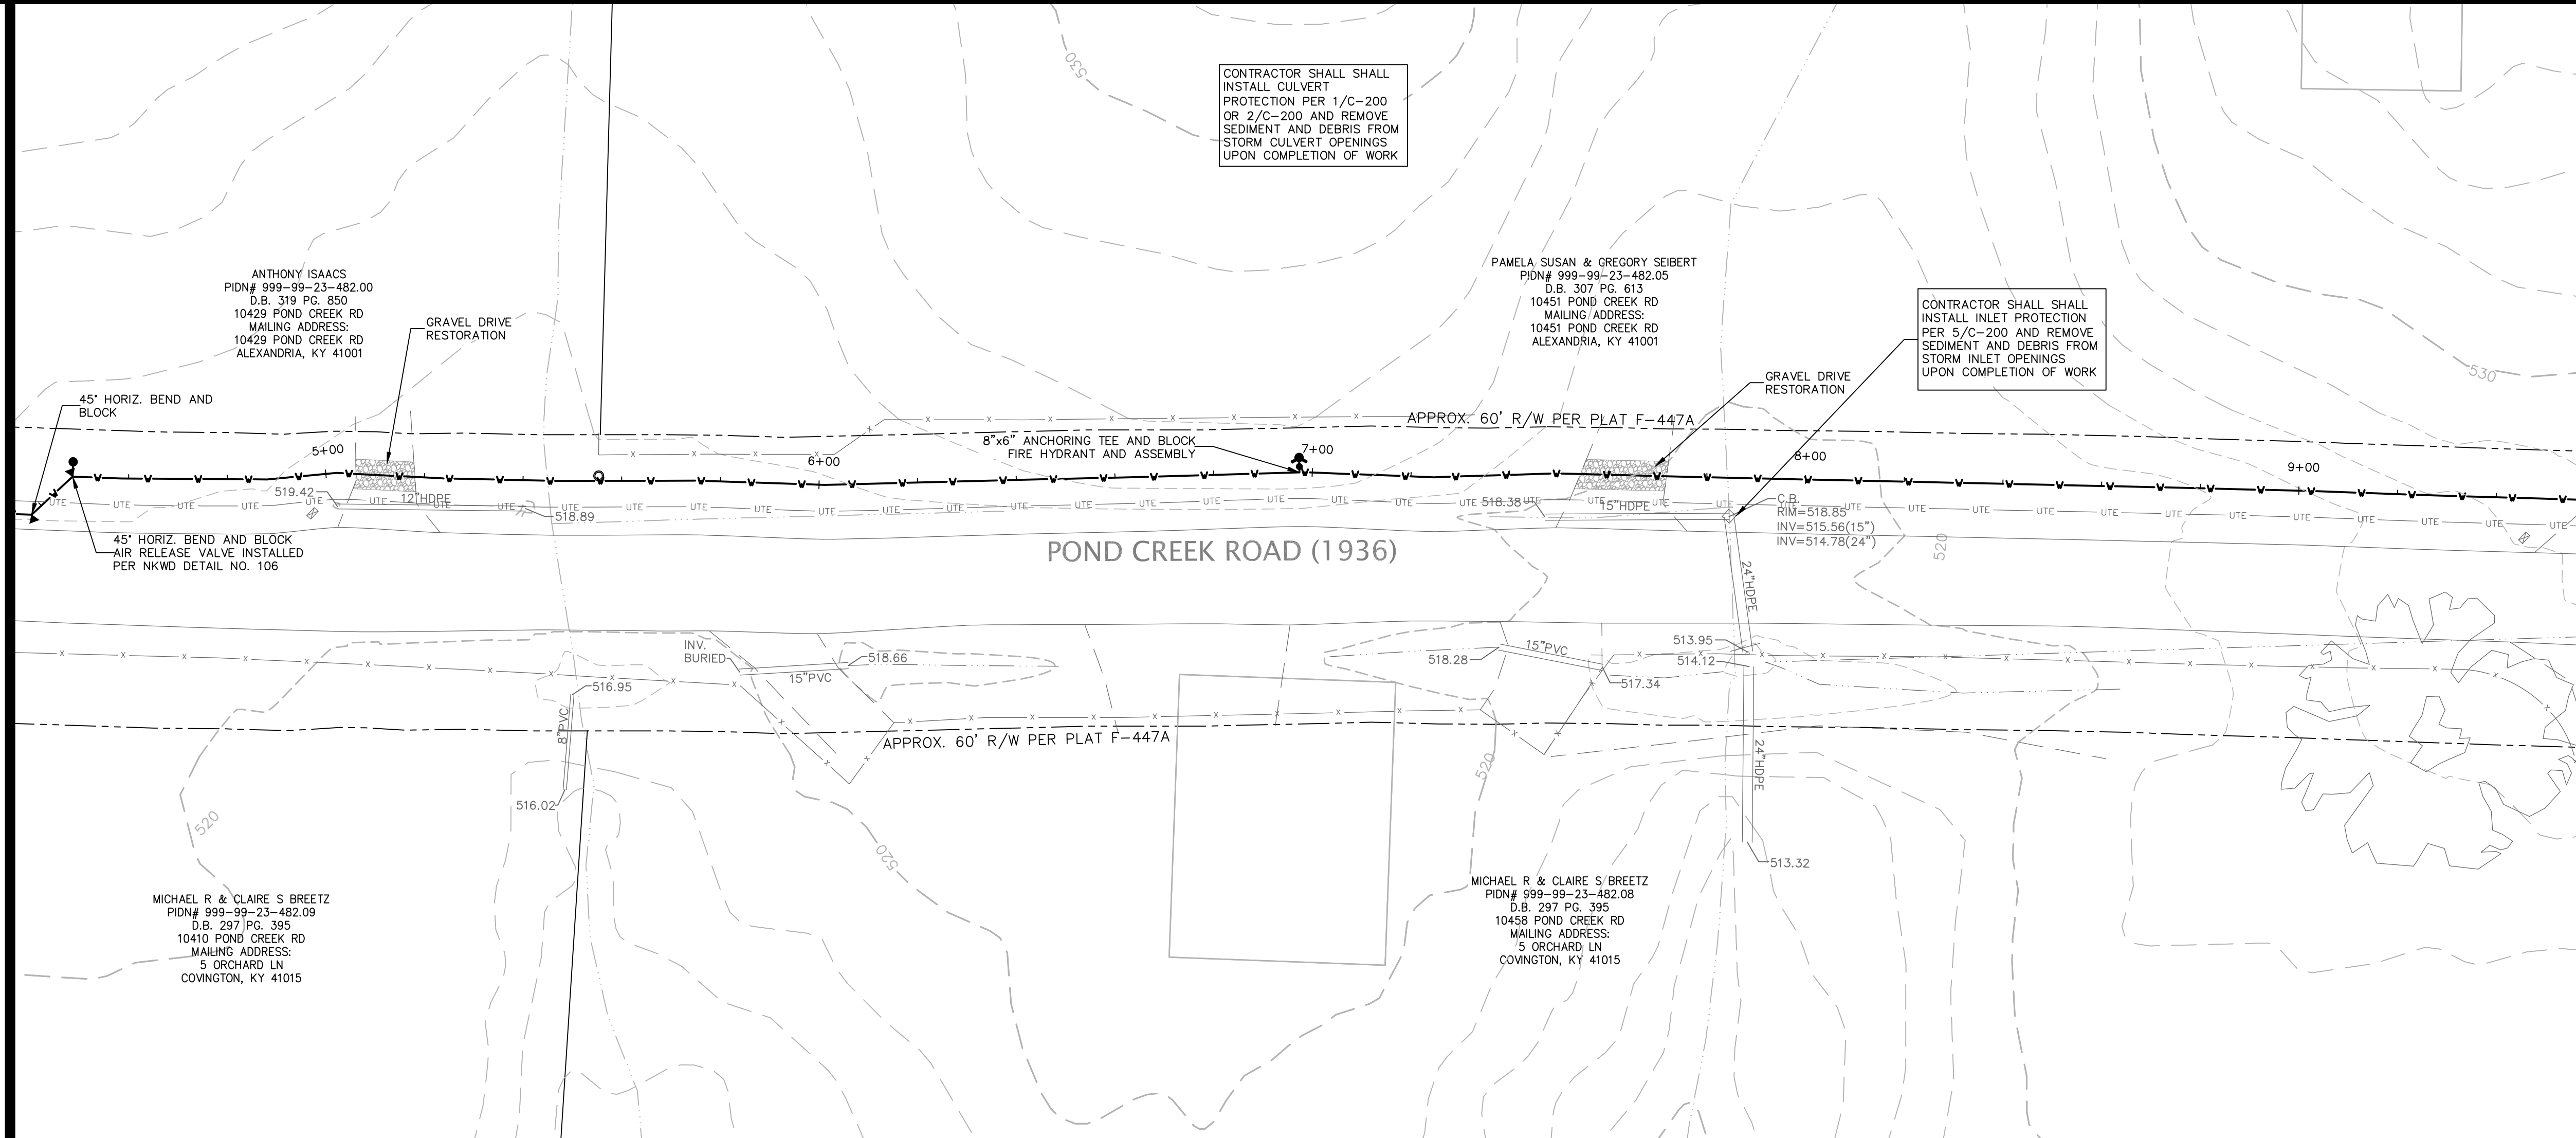 530
CONTRACTOR SHALL SHALL
INSTALL CULVERT
PROTECTION PER 1/C-200
OR 2/C-200 AND REMOVE
SEDIMENT AND DEBRIS FROM
STORM CULVERT OPENINGS
UPON COMPLETION OF WORK
ANTHONY ISAACS
PIDN# 999-99-23-482.00
D.B. 319 PG. 850
10429 POND CREEK RD
MAILING ADDRESS:
10429 POND CREEK RD
ALEXANDRIA, KY 41001
GRAVEL DRIVE
RESTORATION
PAMELA SUSAN & GREGORY SEIBERT
PIDN# 999-99-23-482.05
D.B. 307 PG. 613
10451 POND CREEK RD
MAILING ADDRESS:
10451 POND CREEK RD
ALEXANDRIA, KY 41001
CONTRACTOR SHALL SHALL
INSTALL INLET PROTECTION
PER 5/C-200 AND REMOVE
SEDIMENT AND DEBRIS FROM
STORM INLET OPENINGS
UPON COMPLETION OF WORK
GRAVEL DRIVE
RESTORATION
530
45° HORIZ. BEND AND
BLOCK
APPROX. 60' R/W PER PLAT F-447A
8"x6" ANCHORING TEE AND BLOCK
FIRE HYDRANT AND ASSEMBLY
5+00
6+00
7+00
8+00
9+00
519.42
12"HDPE
518.89
518.38
15"HDPE
C.B.
RIM=518.85
INV=515.56(15")
INV=514.78(24")
45° HORIZ. BEND AND BLOCK
AIR RELEASE VALVE INSTALLED
PER NKWD DETAIL NO. 106
POND CREEK ROAD (1936)
520
24"HDPE
INV.
BURIED
518.66
15"PVC
516.95
8"PVC
516.02
518.28
15"PVC
517.34
513.95
514.12
APPROX. 60' R/W PER PLAT F-447A
24"HDPE
513.32
520
520
520
MICHAEL R & CLAIRE S BREETZ
PIDN# 999-99-23-482.09
D.B. 297 PG. 395
10410 POND CREEK RD
MAILING ADDRESS:
5 ORCHARD LN
COVINGTON, KY 41015
MICHAEL R & CLAIRE S BREETZ
PIDN# 999-99-23-482.08
D.B. 297 PG. 395
10458 POND CREEK RD
MAILING ADDRESS:
5 ORCHARD LN
COVINGTON, KY 41015